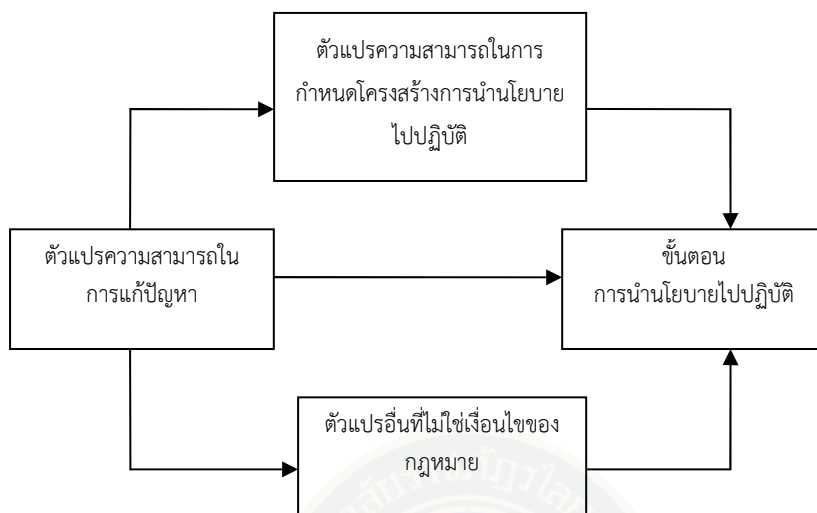 ตัวแปรความสามารถในการ
กำหนดโครงสร้างการนำนโยบาย
ไปปฏิบัติ
ตัวแปรความสามารถใน
การแก้ปัญหา
ขั้นตอน
การนำนโยบายไปปฏิบัติ
ตัวแปรอื่นที่ไม่ใช่เงื่อนไขของ
กฎหมาย